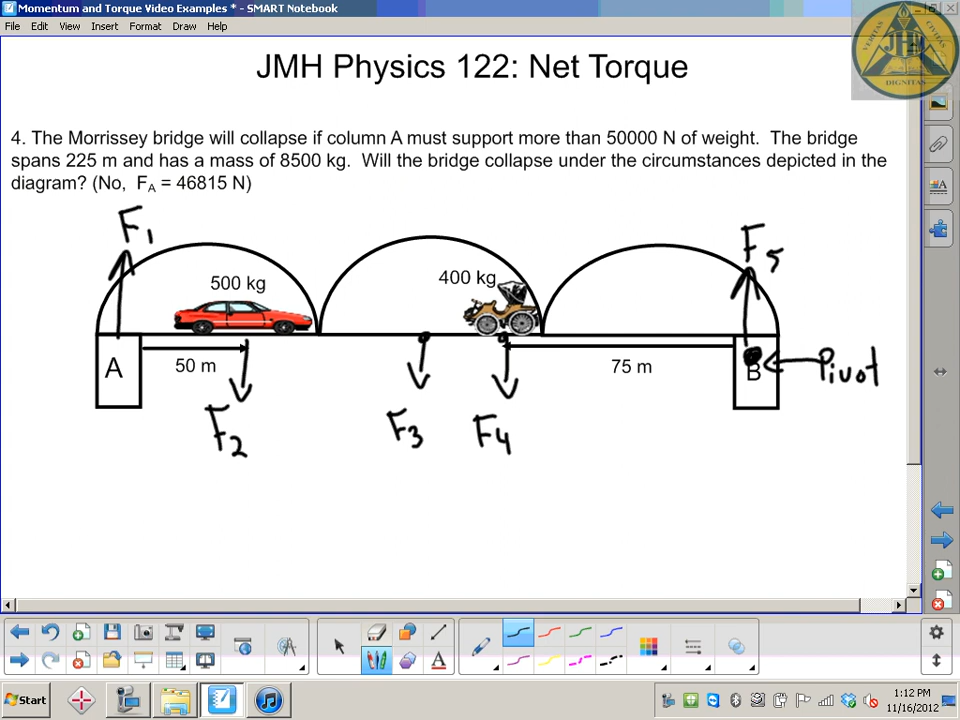 Momentum and Torque Video Examples * - SMART Notebook
File Edit View Insert Format Draw Help
VERITAS CIVITAS
JMH
DIGNITAS
JMH Physics 122: Net Torque
4. The Morrissey bridge will collapse if column A must support more than 50000 N of weight. The bridge
spans 225 m and has a mass of 8500 kg. Will the bridge collapse under the circumstances depicted in the
diagram? (No, FA = 46815 N)
F1
F5
500 kg
400 kg
A
50 m
75 m
B
Pivot
F2
F3
F4
A
Start
1:12 PM
11/16/2012